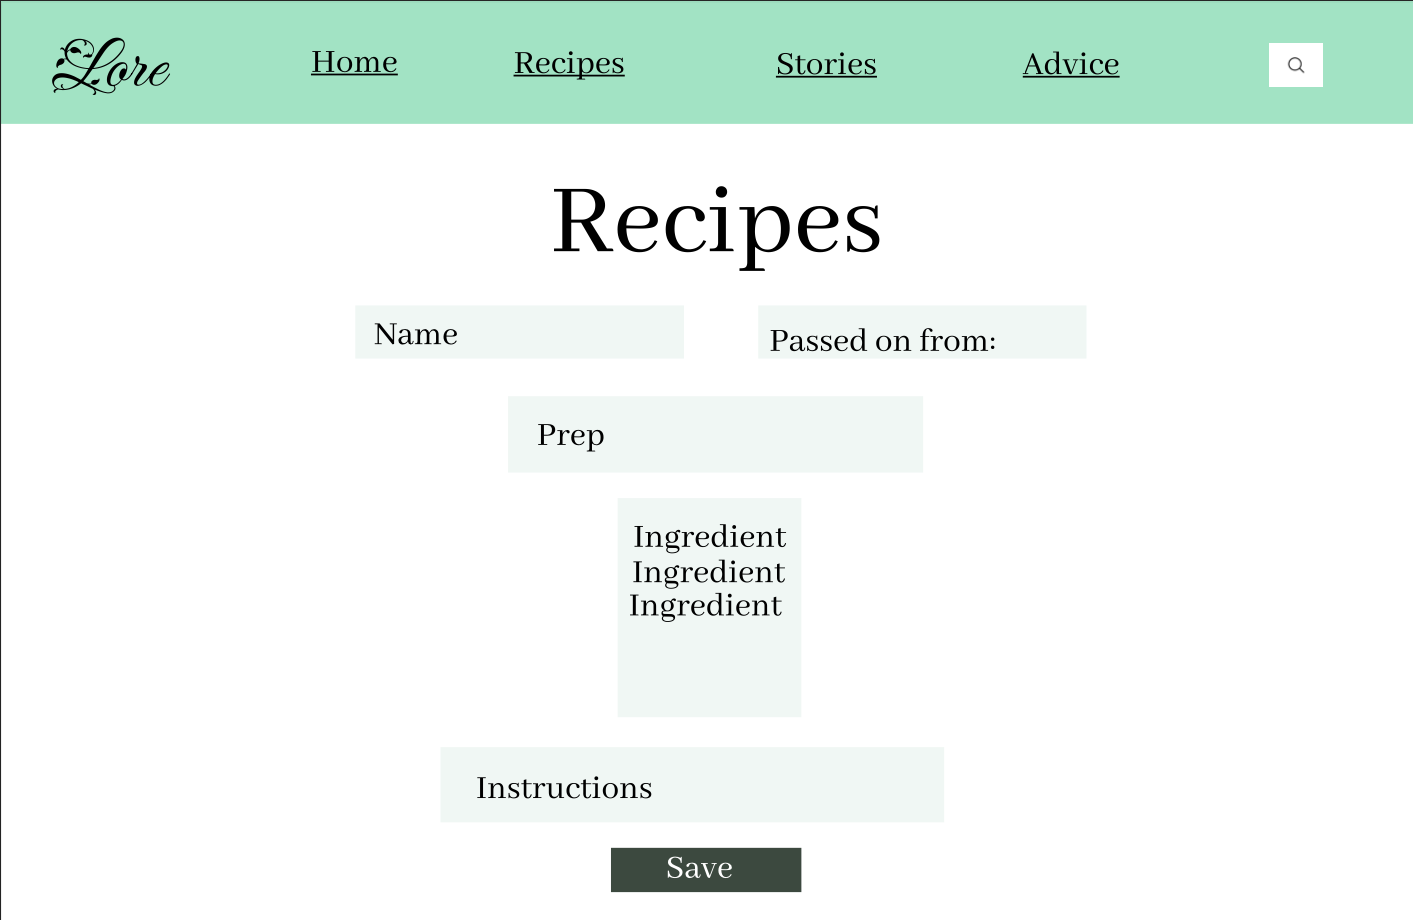 Lore
Home
Recipes
Stories
Advice
Recipes
Name
Passed on from:
Prep
Ingredient
Ingredient
Ingredient
Instructions
Save